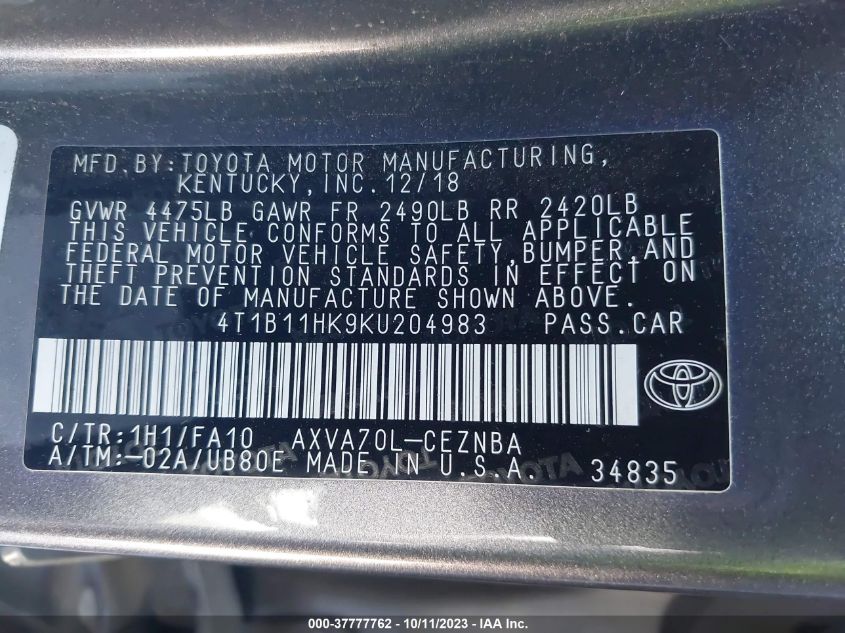 MFD.BY:TOYOTA MOTOR MANUFACTURING,
KENTUCKY,INC.12/18
GVWR 4475LB GAWR FR 2490LB RR 2420LB
THIS VEHICLE CONFORMS TO ALL APPLICABLE
FEDERAL MOTOR VEHICLE SAFETY,BUMPER,AND
THEFT PREVENTION STANDARDS IN EFFECT ON
THE DATE OF MANUFACTURE SHOWN ABOVE.
4T1B11HK9KU204983 PASS.CAR
C/TR:1H1/FA10 AXVA70L-CEZNBA
A/TM:-02A/UB80E MADE IN U.S.A. 34835
000-37777762 - 10/11/2023 - IAA Inc.